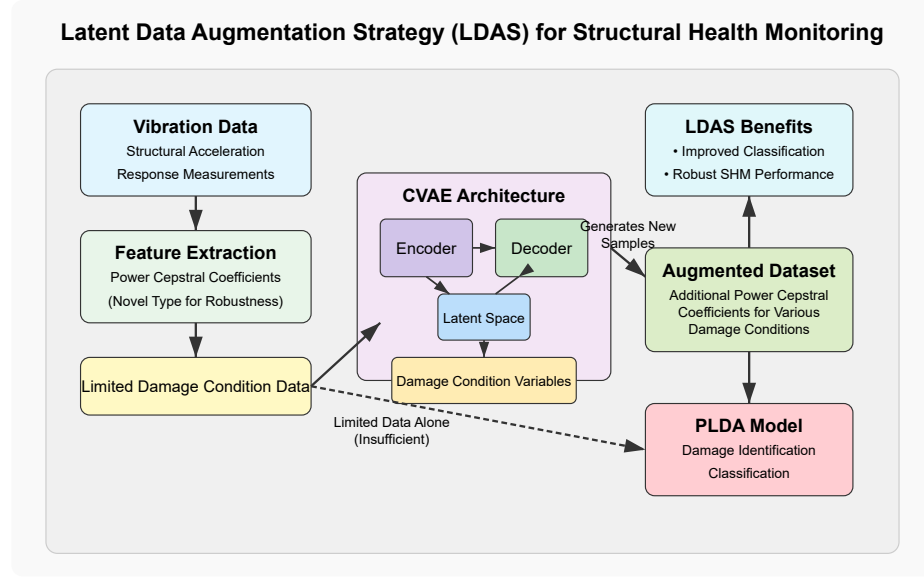 Latent Data Augmentation Strategy (LDAS) for Structural Health Monitoring
Vibration Data
Structural Acceleration
Response Measurements
Feature Extraction
Power Cepstral Coefficients
(Novel Type for Robustness)
Limited Damage Condition Data
CVAE Architecture
Encoder
Decoder
Latent Space
Damage Condition Variables
Limited Data Alone
(Insufficient)
Generates New
Samples
LDAS Benefits
• Improved Classification
• Robust SHM Performance
Augmented Dataset
Additional Power Cepstral
Coefficients for Various
Damage Conditions
PLDA Model
Damage Identification
Classification